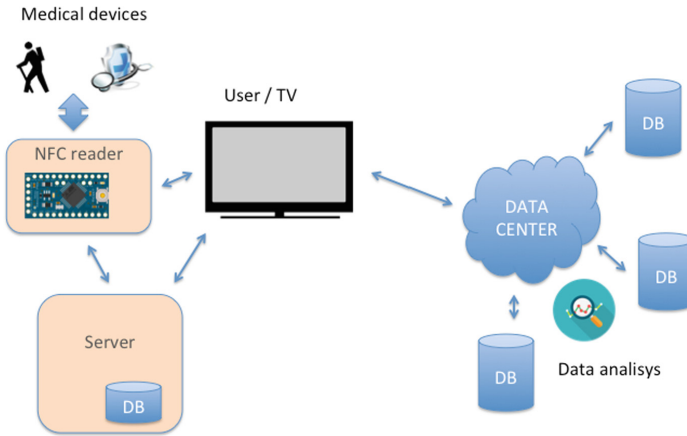 Medical devices
User / TV
NFC reader
DB
DATA
CENTER
DB
Server
DB
DB
Data analisys